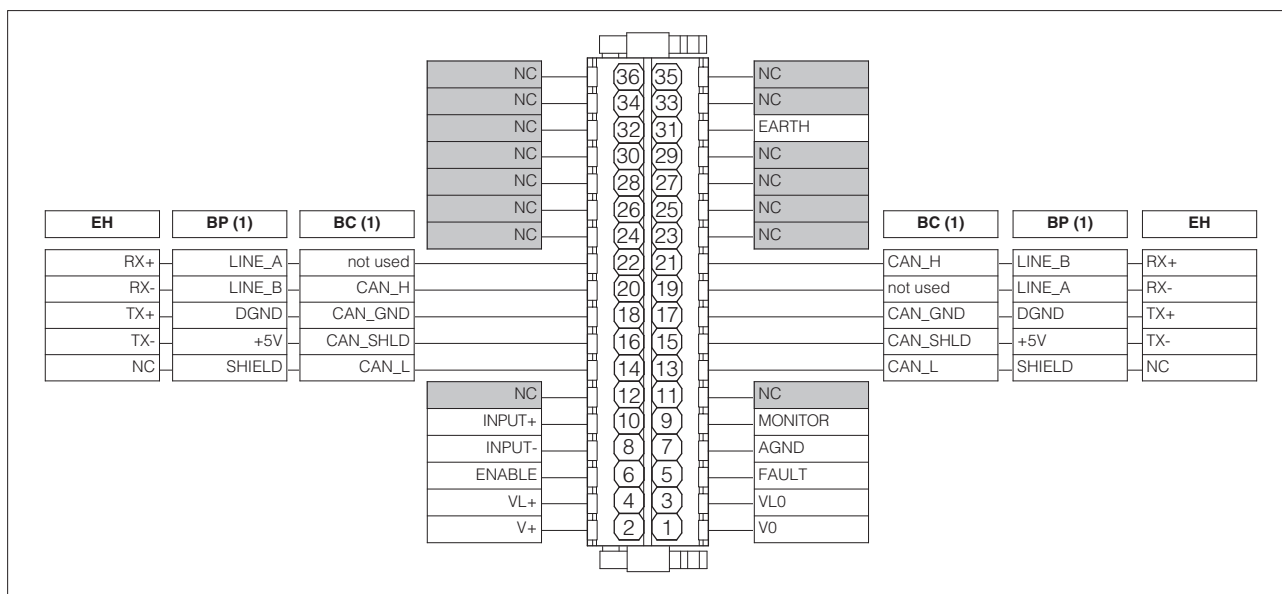 NC 36 35 NC
NC 34 33 NC
NC 32 31 EARTH
NC 30 29 NC
NC 28 27 NC
NC 26 25 NC
EH BP (1) BC (1) NC 24 23 NC BC (1) BP (1) EH
RX+ LINE_A not used 22 21 CAN_H LINE_B RX+
RX- LINE_B CAN_H 20 19 not used LINE_A RX-
TX+ DGND CAN_GND 18 17 CAN_GND DGND TX+
TX- +5V CAN_SHLD 16 15 CAN_SHLD +5V TX-
NC SHIELD CAN_L 14 13 CAN_L SHIELD NC
NC 12 11 NC
INPUT+ 10 9 MONITOR
INPUT- 8 7 AGND
ENABLE 6 5 FAULT
VL+ 4 3 VL0
V+ 2 1 V0